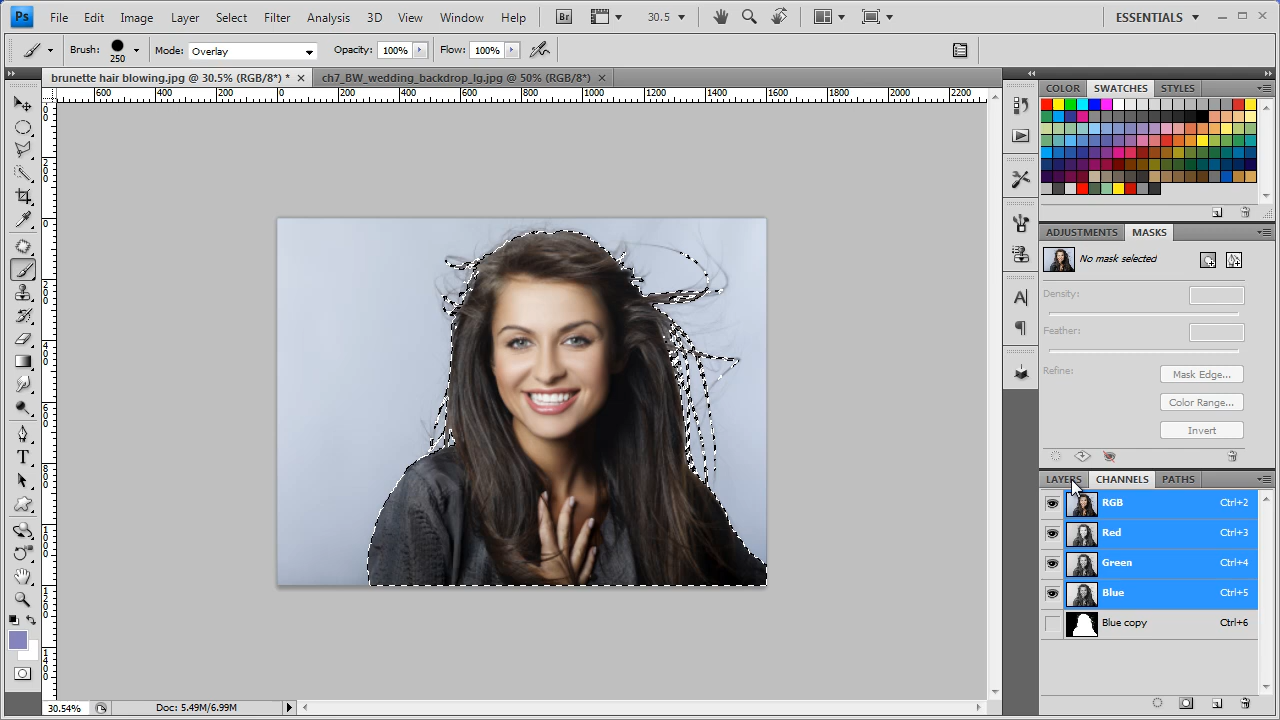 Ps File Edit Image Layer Select Filter Analysis 3D View Window Help Br 30.5 ESSENTIALS
Brush: 250 Mode: Overlay Opacity: 100% Flow: 100%
brunette hair blowing.jpg @ 30.5% (RGB/8*) * × ch7_BW_wedding_backdrop_lg.jpg @ 50% (RGB/8*) ×
600 400 200 0 200 400 600 800 1000 1200 1400 1600 1800 2000 2200
COLOR SWATCHES STYLES
ADJUSTMENTS MASKS
No mask selected
Density:
Feather:
Refine: Mask Edge...
Color Range...
Invert
LAYERS CHANNELS PATHS
RGB Ctrl+2
Red Ctrl+3
Green Ctrl+4
Blue Ctrl+5
Blue copy Ctrl+6
30.54% Doc: 5.49M/6.99M